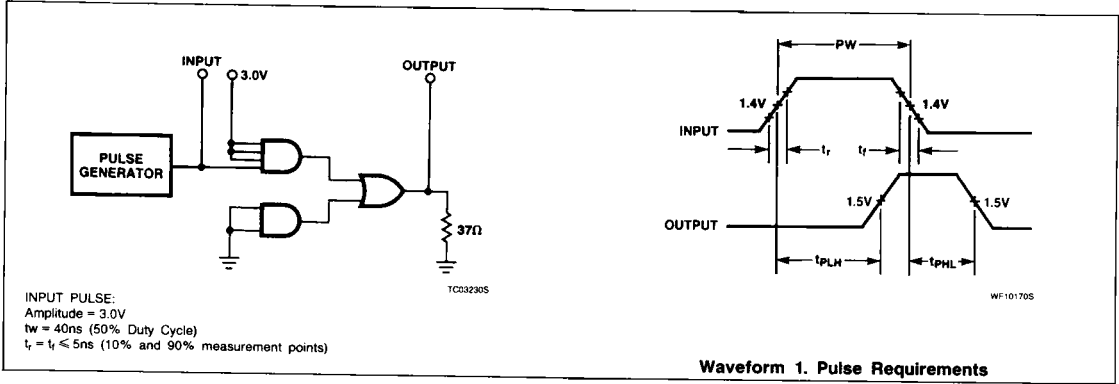 INPUT
3.0V
OUTPUT
PULSE
GENERATOR
37Ω
TC03230S
INPUT PULSE:
Amplitude = 3.0V
tw = 40ns (50% Duty Cycle)
tr = tf ≤ 5ns (10% and 90% measurement points)
PW
1.4V
1.4V
INPUT
tr
tf
1.5V
1.5V
OUTPUT
tPLH
tPHL
WF10170S
Waveform 1. Pulse Requirements